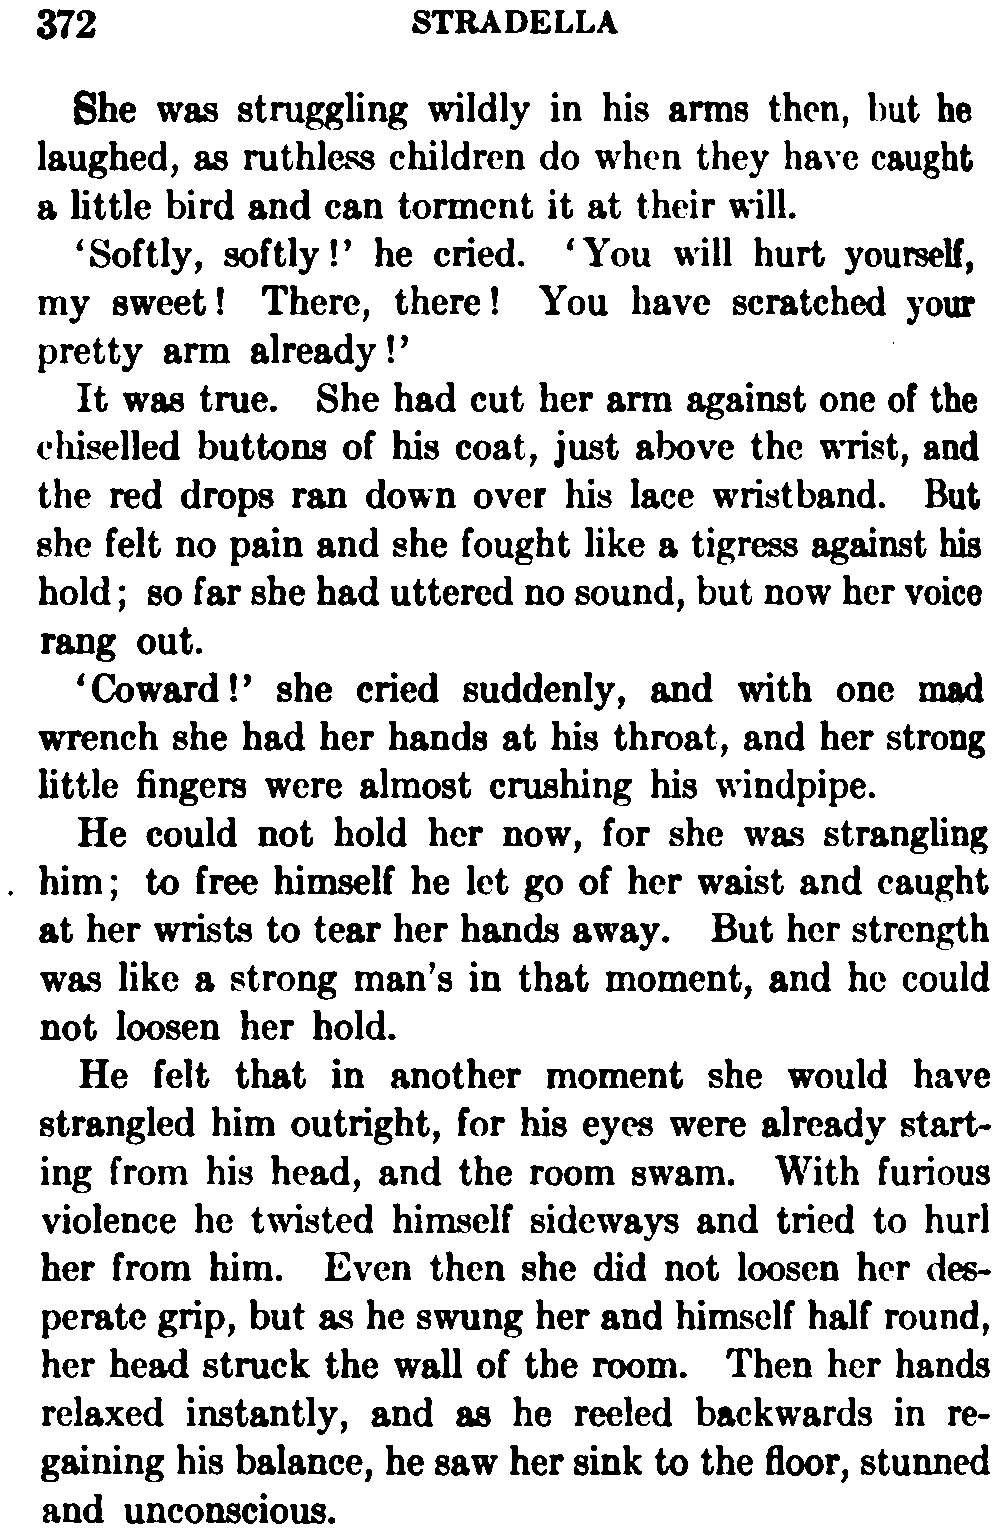 372 STRADELLA
She was struggling wildly in his arms then, but he
laughed, as ruthless children do when they have caught
a little bird and can torment it at their will.
‘Softly, softly!’ he cried. ‘You will hurt yourself,
my sweet! There, there! You have scratched your
pretty arm already!’
It was true. She had cut her arm against one of the
chiselled buttons of his coat, just above the wrist, and
the red drops ran down over his lace wristband. But
she felt no pain and she fought like a tigress against his
hold; so far she had uttered no sound, but now her voice
rang out.
‘Coward!’ she cried suddenly, and with one mad
wrench she had her hands at his throat, and her strong
little fingers were almost crushing his windpipe.
He could not hold her now, for she was strangling
him; to free himself he let go of her waist and caught
at her wrists to tear her hands away. But her strength
was like a strong man’s in that moment, and he could
not loosen her hold.
He felt that in another moment she would have
strangled him outright, for his eyes were already start-
ing from his head, and the room swam. With furious
violence he twisted himself sideways and tried to hurl
her from him. Even then she did not loosen her des-
perate grip, but as he swung her and himself half round,
her head struck the wall of the room. Then her hands
relaxed instantly, and as he reeled backwards in re-
gaining his balance, he saw her sink to the floor, stunned
and unconscious.